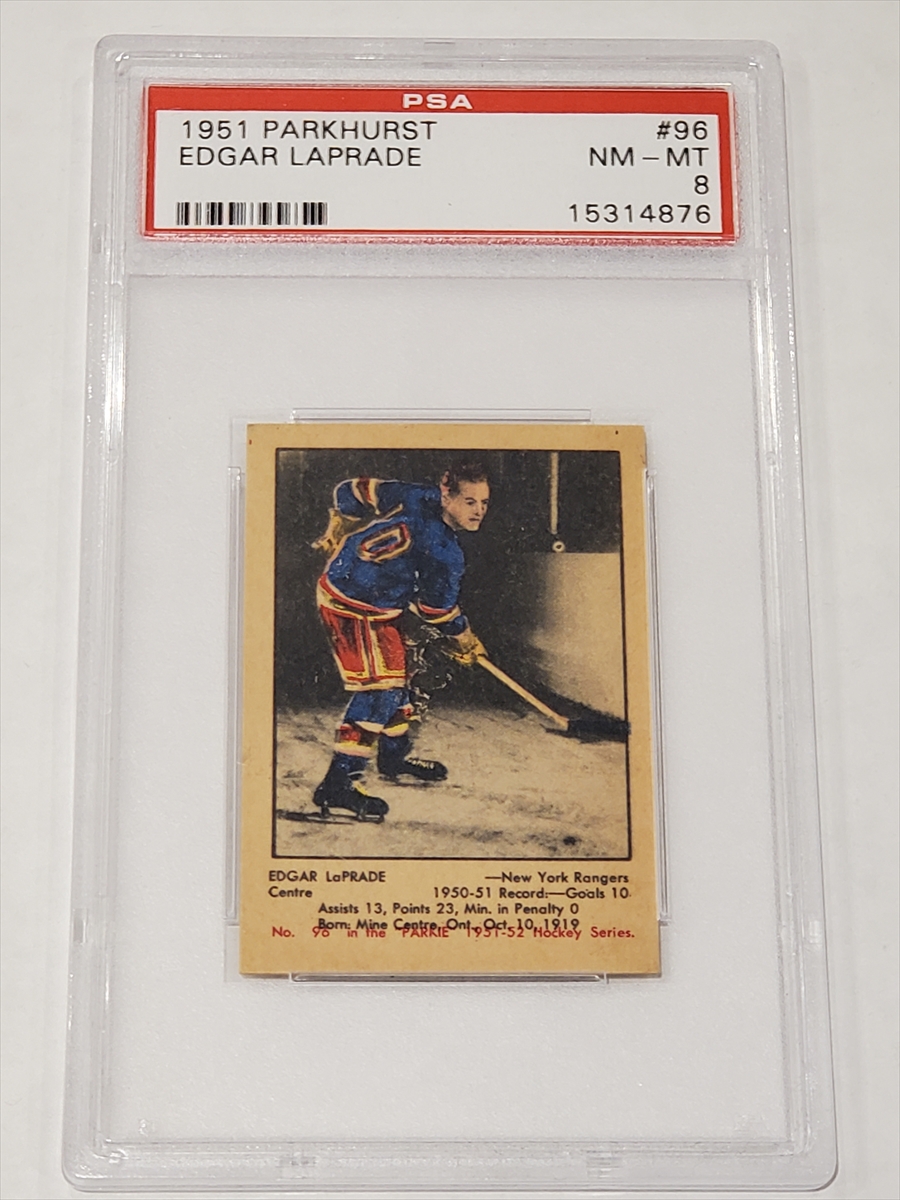 PSA
1951 PARKHURST #96
EDGAR LAPRADE NM - MT
8
15314876
0
EDGAR LaPRADE —New York Rangers
Centre 1950-51 Record:—Goals 10
Assists 13, Points 23, Min. in Penalty 0
Born: Mine Centre, Ont., Oct. 10, 1919
No. 96 in the "PARKIE" 1951-52 Hockey Series.